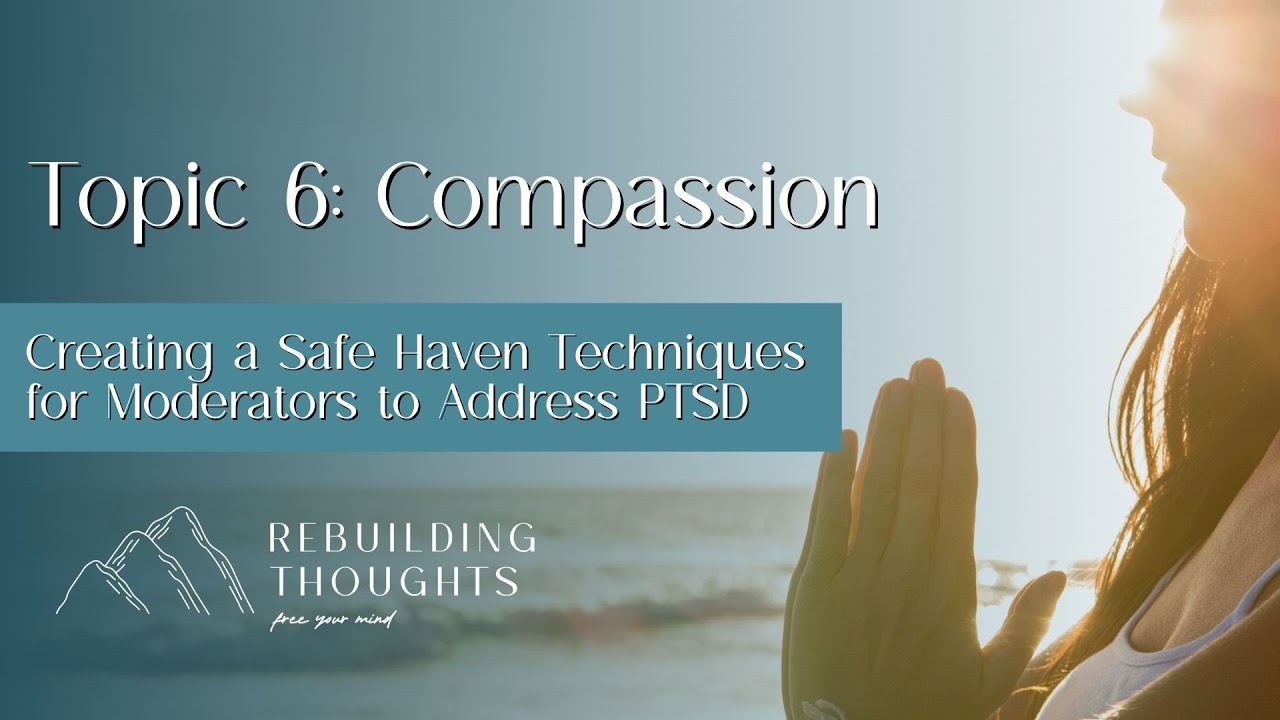 Topic 6: Compassion
Creating a Safe Haven Techniques
for Moderators to Address PTSD
REBUILDING
THOUGHTS
free your mind